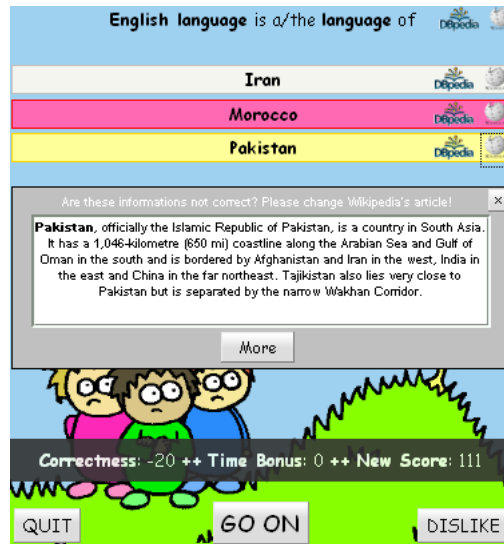 English language is a/the language of DBpedia
Iran DBpedia
Morocco DBpedia
Pakistan DBpedia
Are these informations not correct? Please change Wikipedia's article! x
Pakistan, officially the Islamic Republic of Pakistan, is a country in South Asia.
It has a 1,046-kilometre (650 mi) coastline along the Arabian Sea and Gulf of
Oman in the south and is bordered by Afghanistan and Iran in the west, India in
the east and China in the far northeast. Tajikistan also lies very close to
Pakistan but is separated by the narrow Wakhan Corridor.
More
Correctness: -20 ++ Time Bonus: 0 ++ New Score: 111
QUIT GO ON DISLIKE